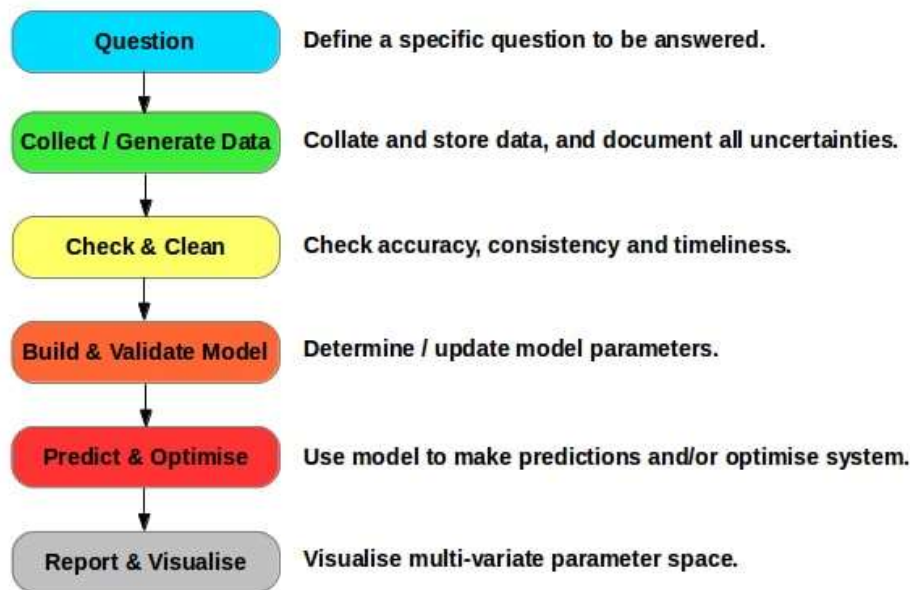 Question
Define a specific question to be answered.
Collect / Generate Data
Collate and store data, and document all uncertainties.
Check & Clean
Check accuracy, consistency and timeliness.
Build & Validate Model
Determine / update model parameters.
Predict & Optimise
Use model to make predictions and/or optimise system.
Report & Visualise
Visualise multi-variate parameter space.